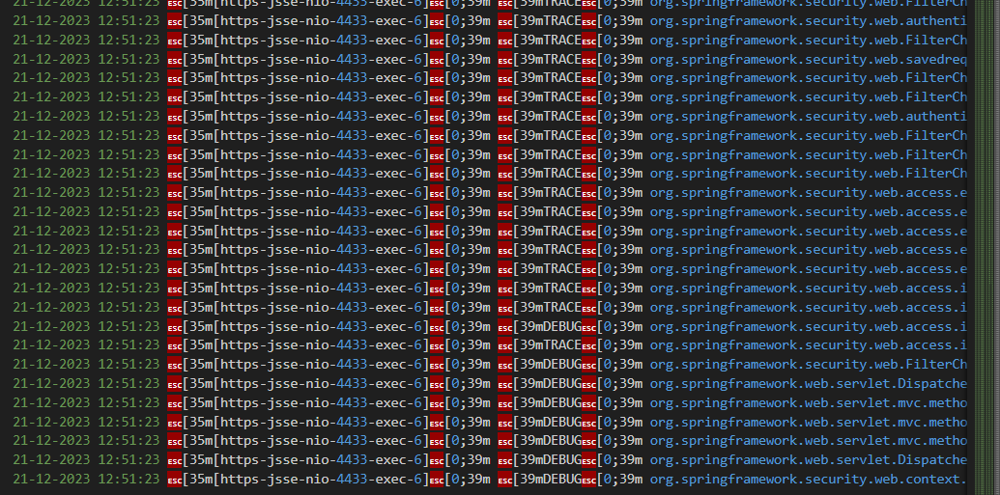 21-12-2023 12:51:23 ESC[35m[https-jsse-nio-4433-exec-6]ESC[0;39m ESC[39mTRACEESC[0;39m org.springframework.security.web.FilterCh
21-12-2023 12:51:23 ESC[35m[https-jsse-nio-4433-exec-6]ESC[0;39m ESC[39mTRACEESC[0;39m org.springframework.security.web.authenti
21-12-2023 12:51:23 ESC[35m[https-jsse-nio-4433-exec-6]ESC[0;39m ESC[39mTRACEESC[0;39m org.springframework.security.web.FilterCh
21-12-2023 12:51:23 ESC[35m[https-jsse-nio-4433-exec-6]ESC[0;39m ESC[39mTRACEESC[0;39m org.springframework.security.web.savedreq
21-12-2023 12:51:23 ESC[35m[https-jsse-nio-4433-exec-6]ESC[0;39m ESC[39mTRACEESC[0;39m org.springframework.security.web.FilterCh
21-12-2023 12:51:23 ESC[35m[https-jsse-nio-4433-exec-6]ESC[0;39m ESC[39mTRACEESC[0;39m org.springframework.security.web.FilterCh
21-12-2023 12:51:23 ESC[35m[https-jsse-nio-4433-exec-6]ESC[0;39m ESC[39mTRACEESC[0;39m org.springframework.security.web.authenti
21-12-2023 12:51:23 ESC[35m[https-jsse-nio-4433-exec-6]ESC[0;39m ESC[39mTRACEESC[0;39m org.springframework.security.web.FilterCh
21-12-2023 12:51:23 ESC[35m[https-jsse-nio-4433-exec-6]ESC[0;39m ESC[39mTRACEESC[0;39m org.springframework.security.web.FilterCh
21-12-2023 12:51:23 ESC[35m[https-jsse-nio-4433-exec-6]ESC[0;39m ESC[39mTRACEESC[0;39m org.springframework.security.web.FilterCh
21-12-2023 12:51:23 ESC[35m[https-jsse-nio-4433-exec-6]ESC[0;39m ESC[39mTRACEESC[0;39m org.springframework.security.web.access.e
21-12-2023 12:51:23 ESC[35m[https-jsse-nio-4433-exec-6]ESC[0;39m ESC[39mTRACEESC[0;39m org.springframework.security.web.access.e
21-12-2023 12:51:23 ESC[35m[https-jsse-nio-4433-exec-6]ESC[0;39m ESC[39mTRACEESC[0;39m org.springframework.security.web.access.e
21-12-2023 12:51:23 ESC[35m[https-jsse-nio-4433-exec-6]ESC[0;39m ESC[39mTRACEESC[0;39m org.springframework.security.web.access.e
21-12-2023 12:51:23 ESC[35m[https-jsse-nio-4433-exec-6]ESC[0;39m ESC[39mTRACEESC[0;39m org.springframework.security.web.access.e
21-12-2023 12:51:23 ESC[35m[https-jsse-nio-4433-exec-6]ESC[0;39m ESC[39mTRACEESC[0;39m org.springframework.security.web.access.i
21-12-2023 12:51:23 ESC[35m[https-jsse-nio-4433-exec-6]ESC[0;39m ESC[39mTRACEESC[0;39m org.springframework.security.web.access.i
21-12-2023 12:51:23 ESC[35m[https-jsse-nio-4433-exec-6]ESC[0;39m ESC[39mDEBUGESC[0;39m org.springframework.security.web.access.i
21-12-2023 12:51:23 ESC[35m[https-jsse-nio-4433-exec-6]ESC[0;39m ESC[39mTRACEESC[0;39m org.springframework.security.web.access.i
21-12-2023 12:51:23 ESC[35m[https-jsse-nio-4433-exec-6]ESC[0;39m ESC[39mDEBUGESC[0;39m org.springframework.security.web.FilterCh
21-12-2023 12:51:23 ESC[35m[https-jsse-nio-4433-exec-6]ESC[0;39m ESC[39mDEBUGESC[0;39m org.springframework.web.servlet.Dispatche
21-12-2023 12:51:23 ESC[35m[https-jsse-nio-4433-exec-6]ESC[0;39m ESC[39mDEBUGESC[0;39m org.springframework.web.servlet.mvc.metho
21-12-2023 12:51:23 ESC[35m[https-jsse-nio-4433-exec-6]ESC[0;39m ESC[39mDEBUGESC[0;39m org.springframework.web.servlet.mvc.metho
21-12-2023 12:51:23 ESC[35m[https-jsse-nio-4433-exec-6]ESC[0;39m ESC[39mDEBUGESC[0;39m org.springframework.web.servlet.mvc.metho
21-12-2023 12:51:23 ESC[35m[https-jsse-nio-4433-exec-6]ESC[0;39m ESC[39mDEBUGESC[0;39m org.springframework.web.servlet.Dispatche
21-12-2023 12:51:23 ESC[35m[https-jsse-nio-4433-exec-6]ESC[0;39m ESC[39mDEBUGESC[0;39m org.springframework.security.web.context.